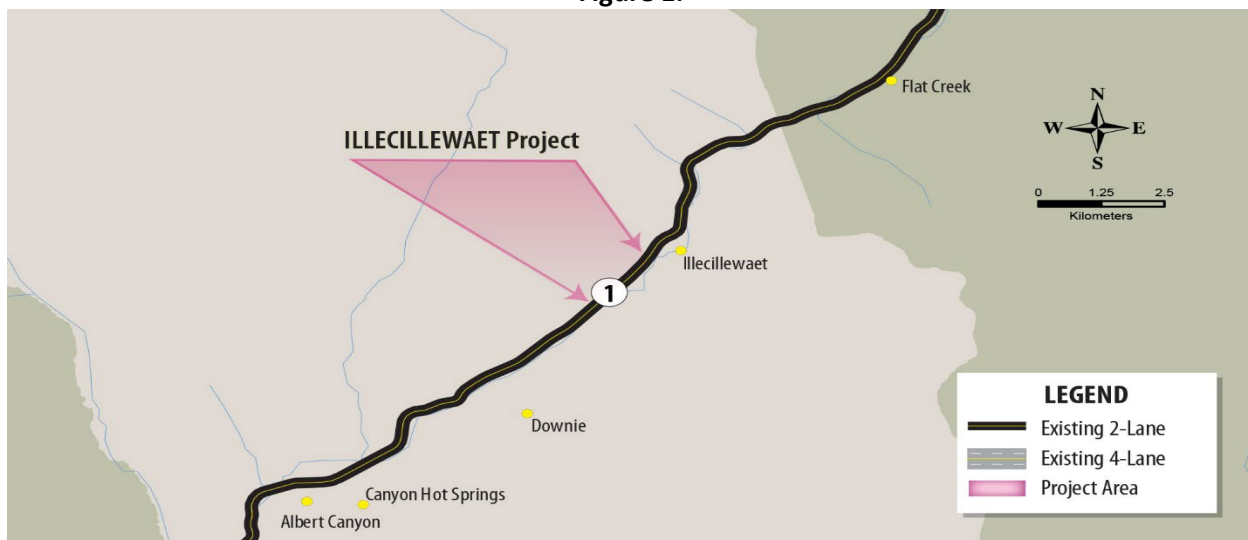 Flat Creek
N
W E
S
ILLECILLEWAET Project
0 1.25 2.5
Kilometers
Illecillewaet
1
Downie
LEGEND
Existing 2-Lane
Existing 4-Lane
Project Area
Canyon Hot Springs
Albert Canyon